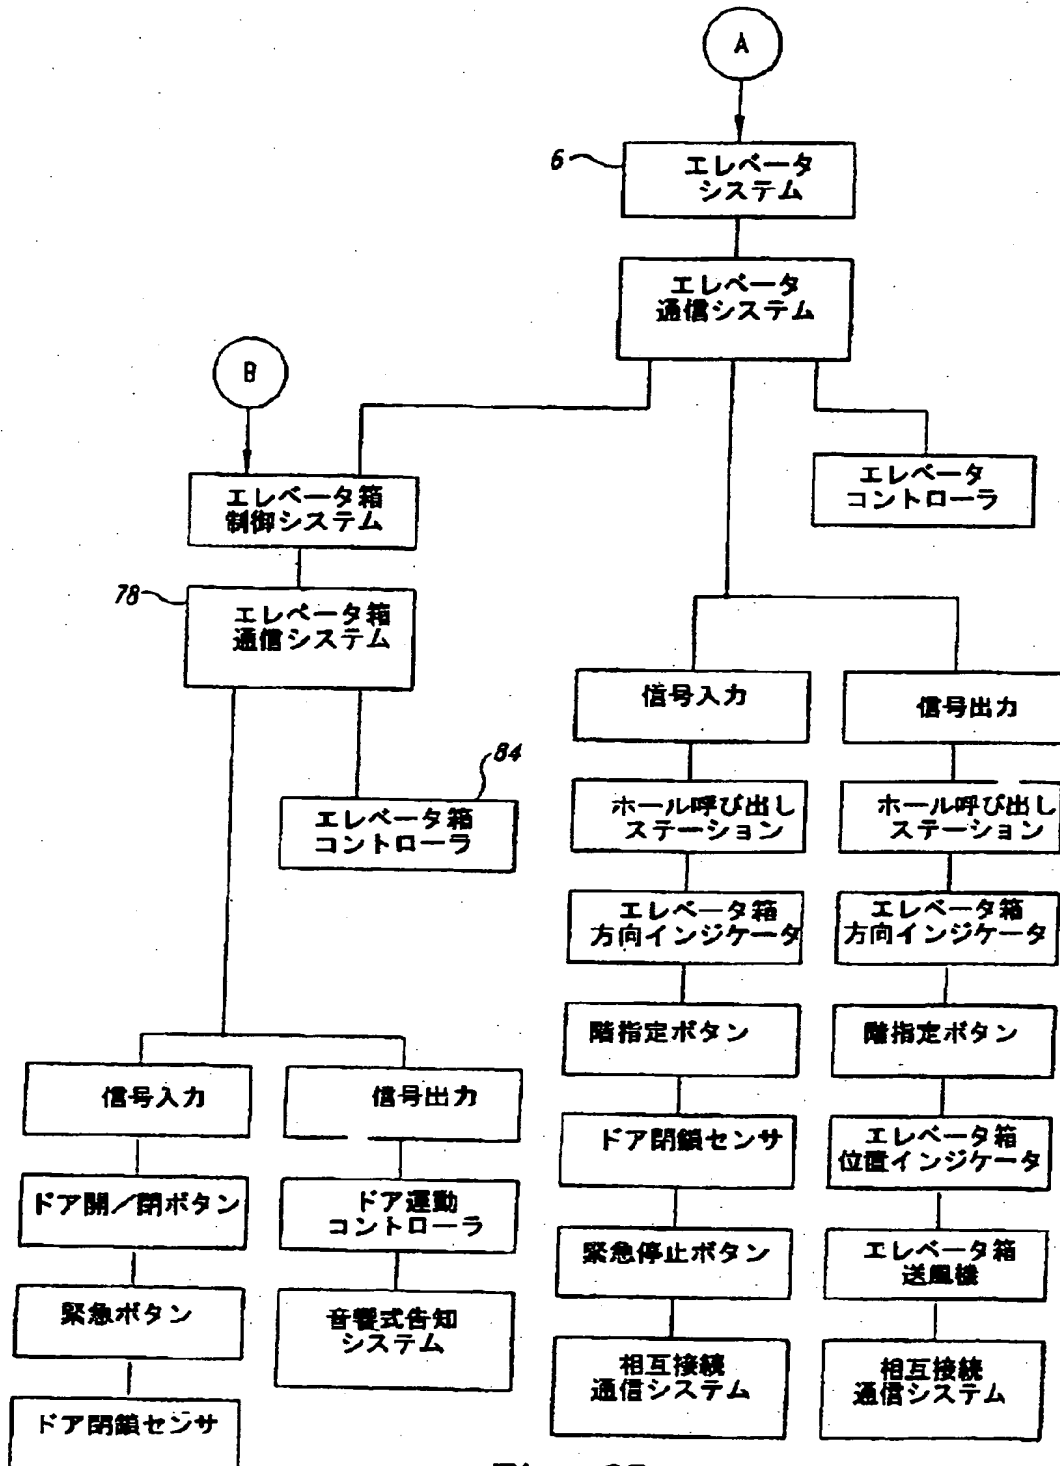 A
6
エレベータ
システム
エレベータ
通信システム
B
エレベータ箱
制御システム
エレベータ
コントローラ
78
エレベータ箱
通信システム
84
エレベータ箱
コントローラ
信号入力
ホール呼び出し
ステーション
エレベータ箱
方向インジケータ
階指定ボタン
ドア閉鎖センサ
緊急停止ボタン
相互接続
通信システム
信号出力
ホール呼び出し
ステーション
エレベータ箱
方向インジケータ
階指定ボタン
エレベータ箱
位置インジケータ
エレベータ箱
送風機
相互接続
通信システム
信号入力
ドア開／閉ボタン
緊急ボタン
ドア閉鎖センサ
信号出力
ドア運動
コントローラ
音響式告知
システム